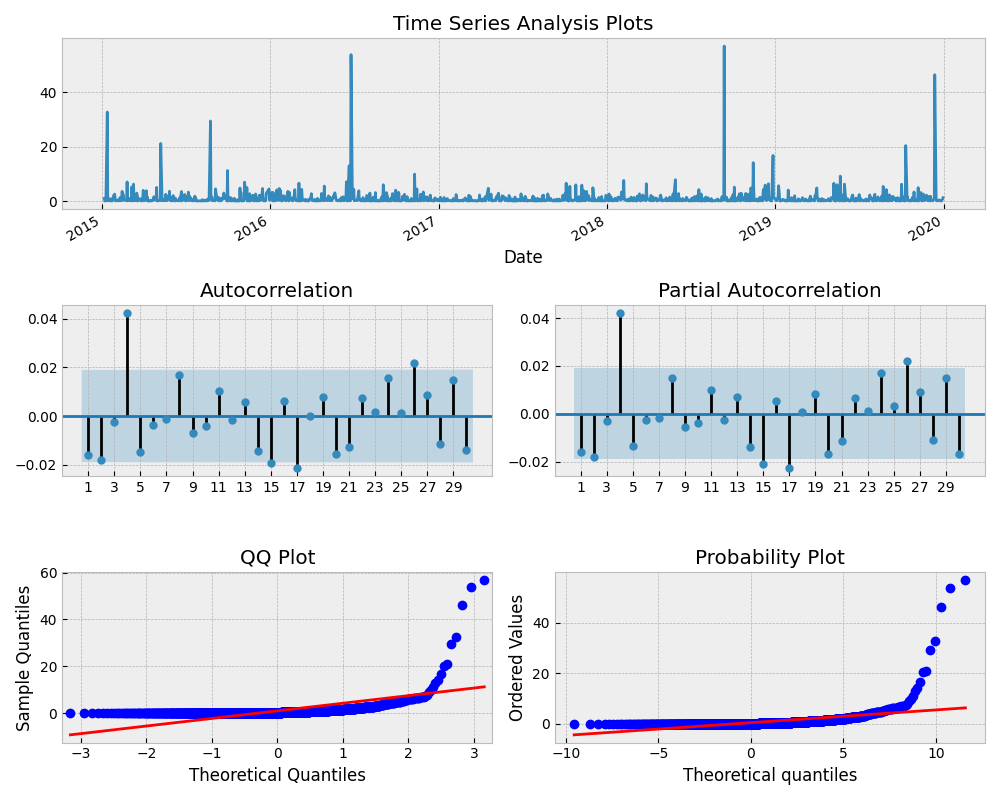 Time Series Analysis Plots
40
20
0
2015 2016 2017 2018 2019 2020
Date
Autocorrelation
0.04
0.02
0.00
−0.02
1 3 5 7 9 11 13 15 17 19 21 23 25 27 29
Partial Autocorrelation
0.04
0.02
0.00
−0.02
1 3 5 7 9 11 13 15 17 19 21 23 25 27 29
QQ Plot
Sample Quantiles
60
40
20
0
−3 −2 −1 0 1 2 3
Theoretical Quantiles
Probability Plot
Ordered Values
40
20
0
−10 −5 0 5 10
Theoretical quantiles